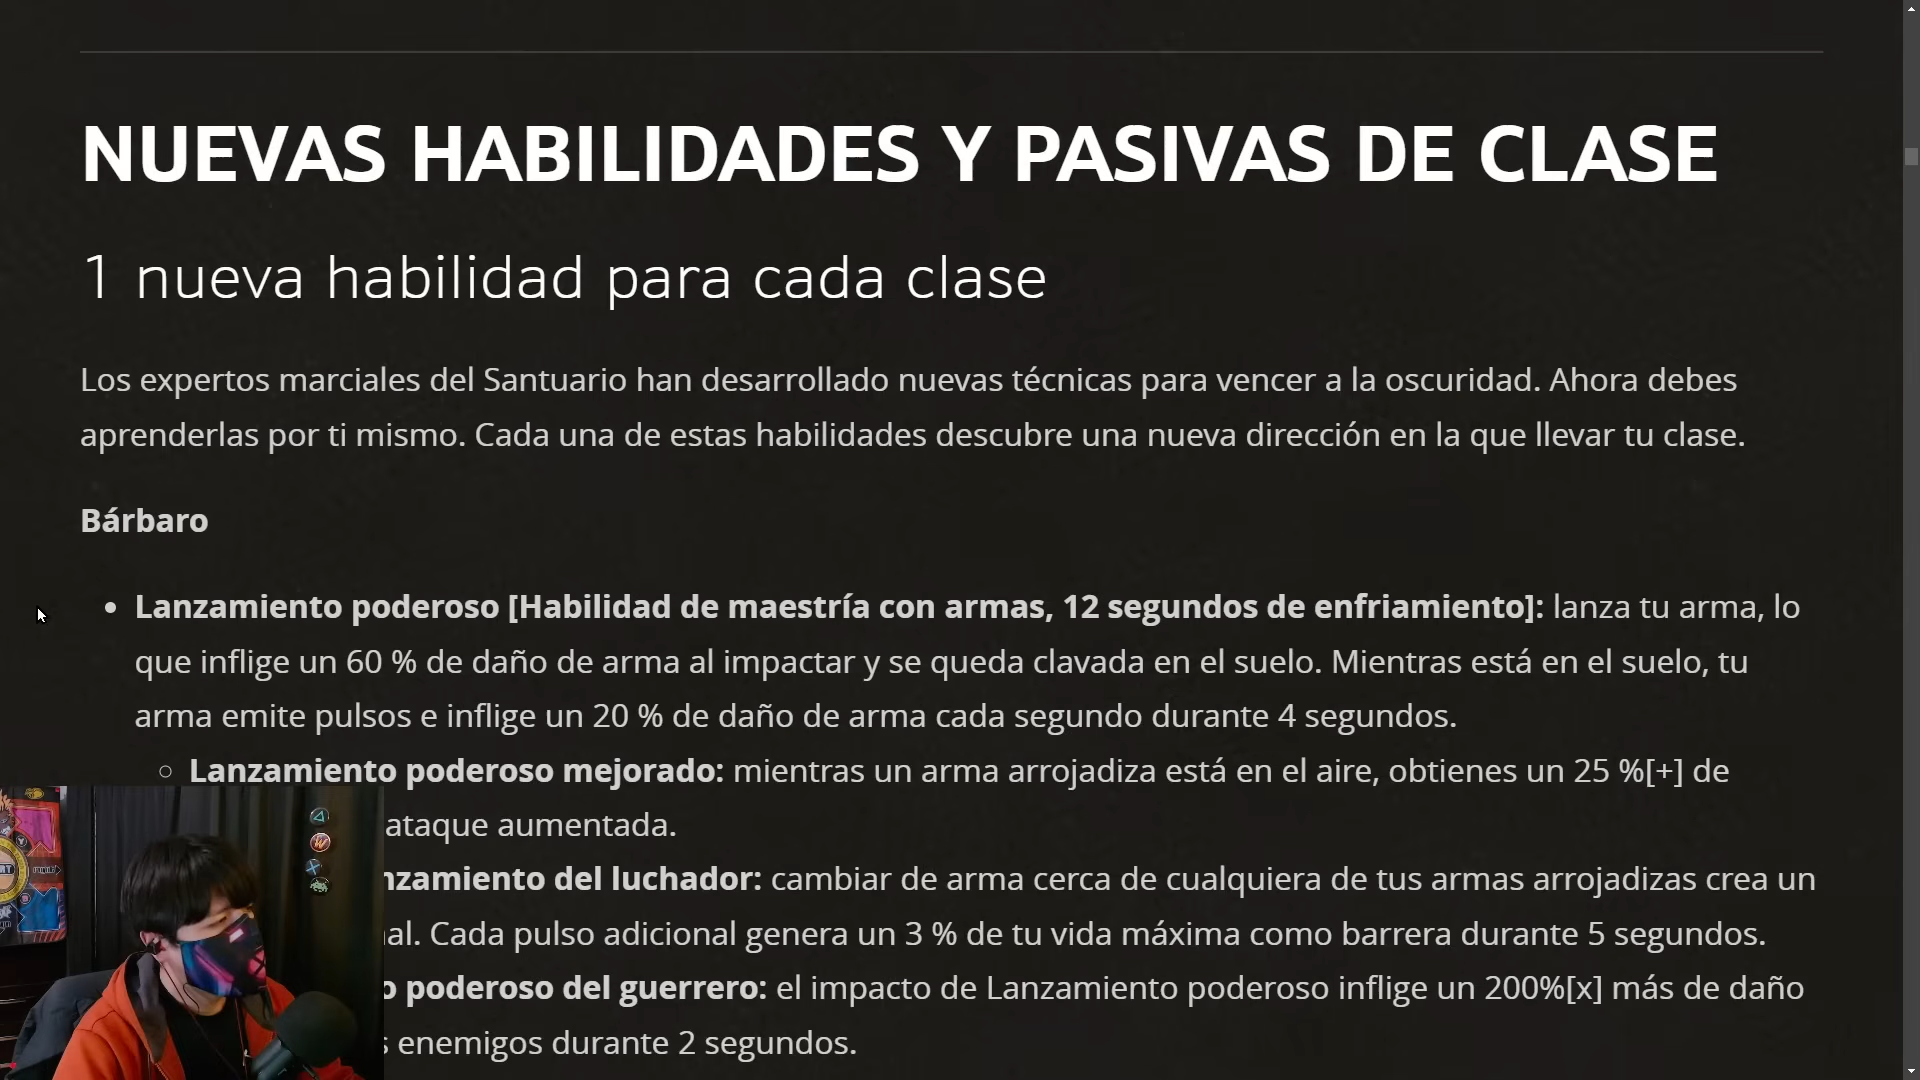 NUEVAS HABILIDADES Y PASIVAS DE CLASE
1 nueva habilidad para cada clase
Los expertos marciales del Santuario han desarrollado nuevas técnicas para vencer a la oscuridad. Ahora debes
aprenderlas por ti mismo. Cada una de estas habilidades descubre una nueva dirección en la que llevar tu clase.
Bárbaro
• Lanzamiento poderoso [Habilidad de maestría con armas, 12 segundos de enfriamiento]: lanza tu arma, lo
que inflige un 60 % de daño de arma al impactar y se queda clavada en el suelo. Mientras está en el suelo, tu
arma emite pulsos e inflige un 20 % de daño de arma cada segundo durante 4 segundos.
○ Lanzamiento poderoso mejorado: mientras un arma arrojadiza está en el aire, obtienes un 25 %[+] de
ataque aumentada.
nzamiento del luchador: cambiar de arma cerca de cualquiera de tus armas arrojadizas crea un
al. Cada pulso adicional genera un 3 % de tu vida máxima como barrera durante 5 segundos.
o poderoso del guerrero: el impacto de Lanzamiento poderoso inflige un 200%[x] más de daño
s enemigos durante 2 segundos.